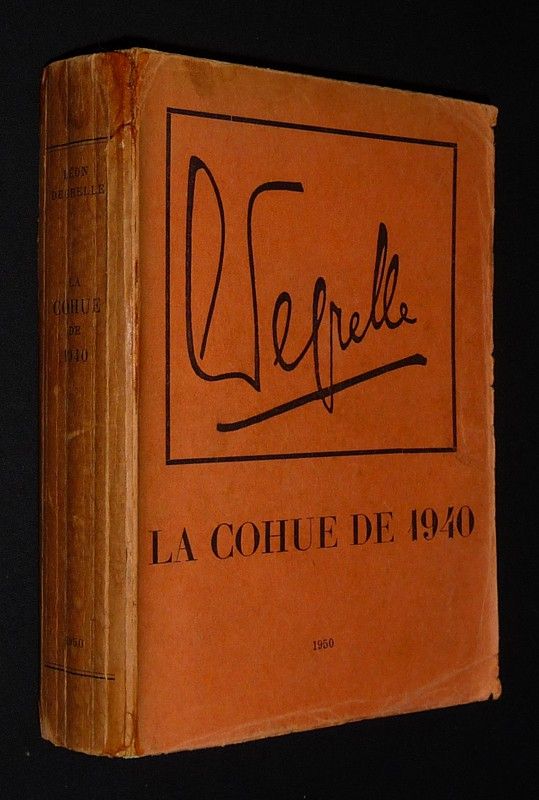 LÉON
DEGRELLE
LA
COHUE
DE
1940
1950
Degrelle
LA COHUE DE 1940
1950